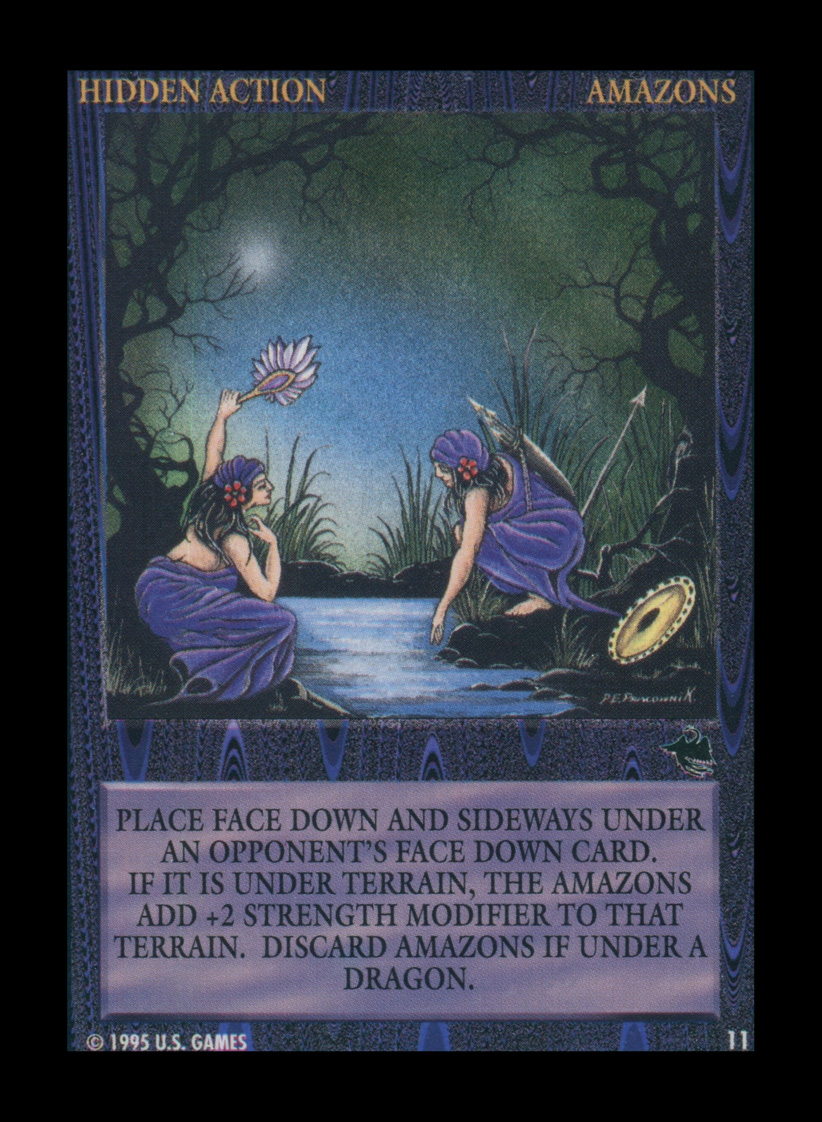 HIDDEN ACTION AMAZONS
PLACE FACE DOWN AND SIDEWAYS UNDER
AN OPPONENT'S FACE DOWN CARD.
IF IT IS UNDER TERRAIN, THE AMAZONS
ADD +2 STRENGTH MODIFIER TO THAT
TERRAIN. DISCARD AMAZONS IF UNDER A
DRAGON.
© 1995 U.S. GAMES 11